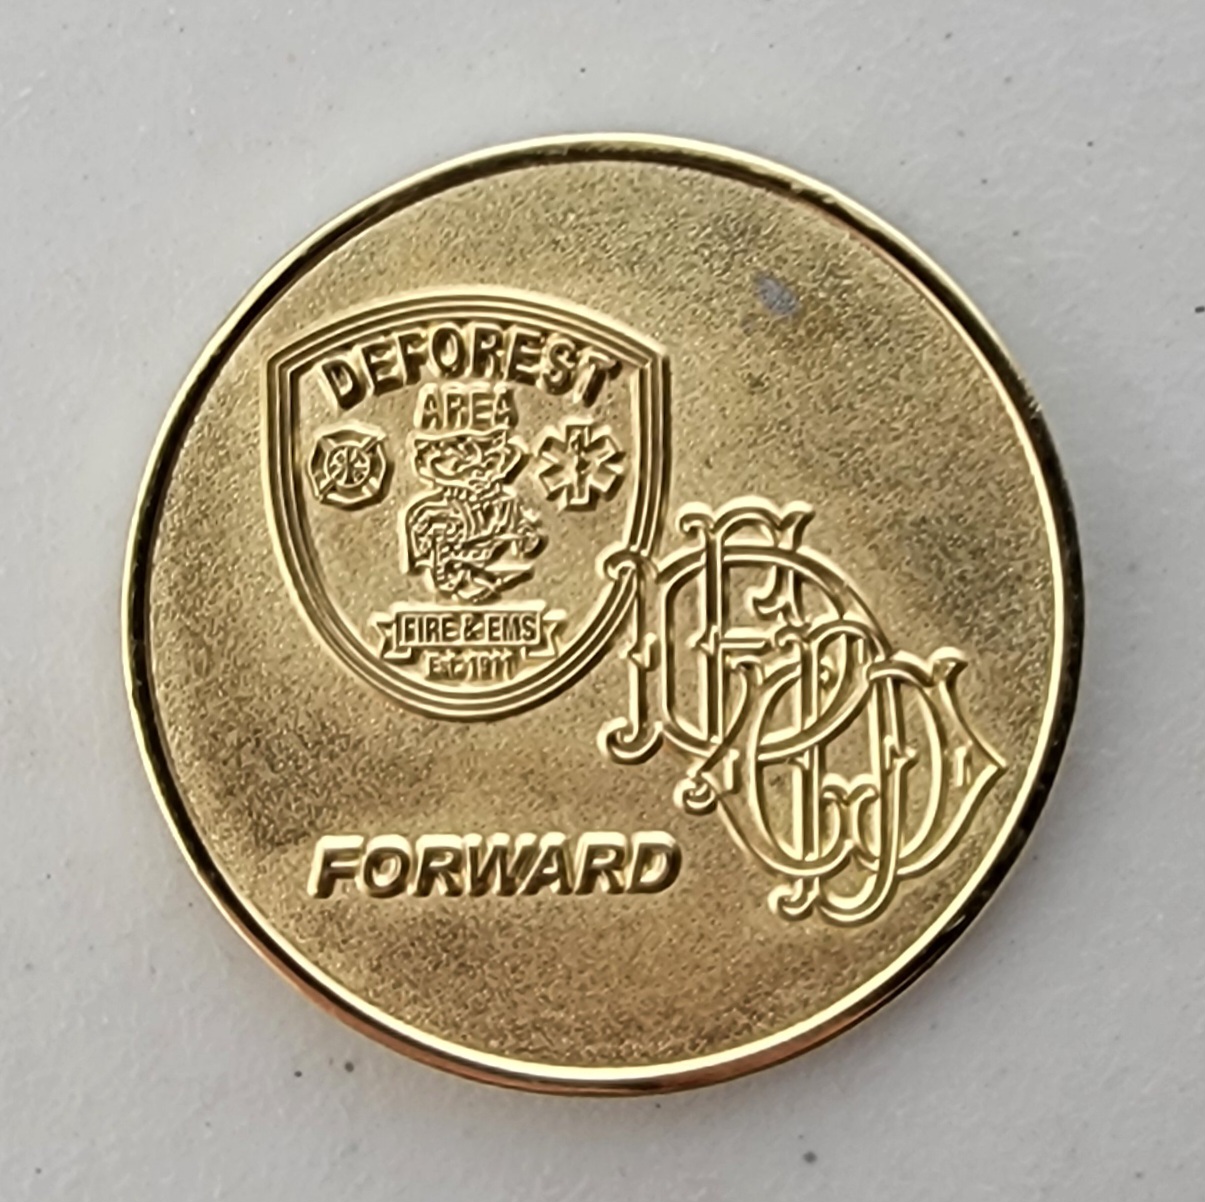 DEFOREST
AREA
FIRE & EMS
Est 1911
FORWARD